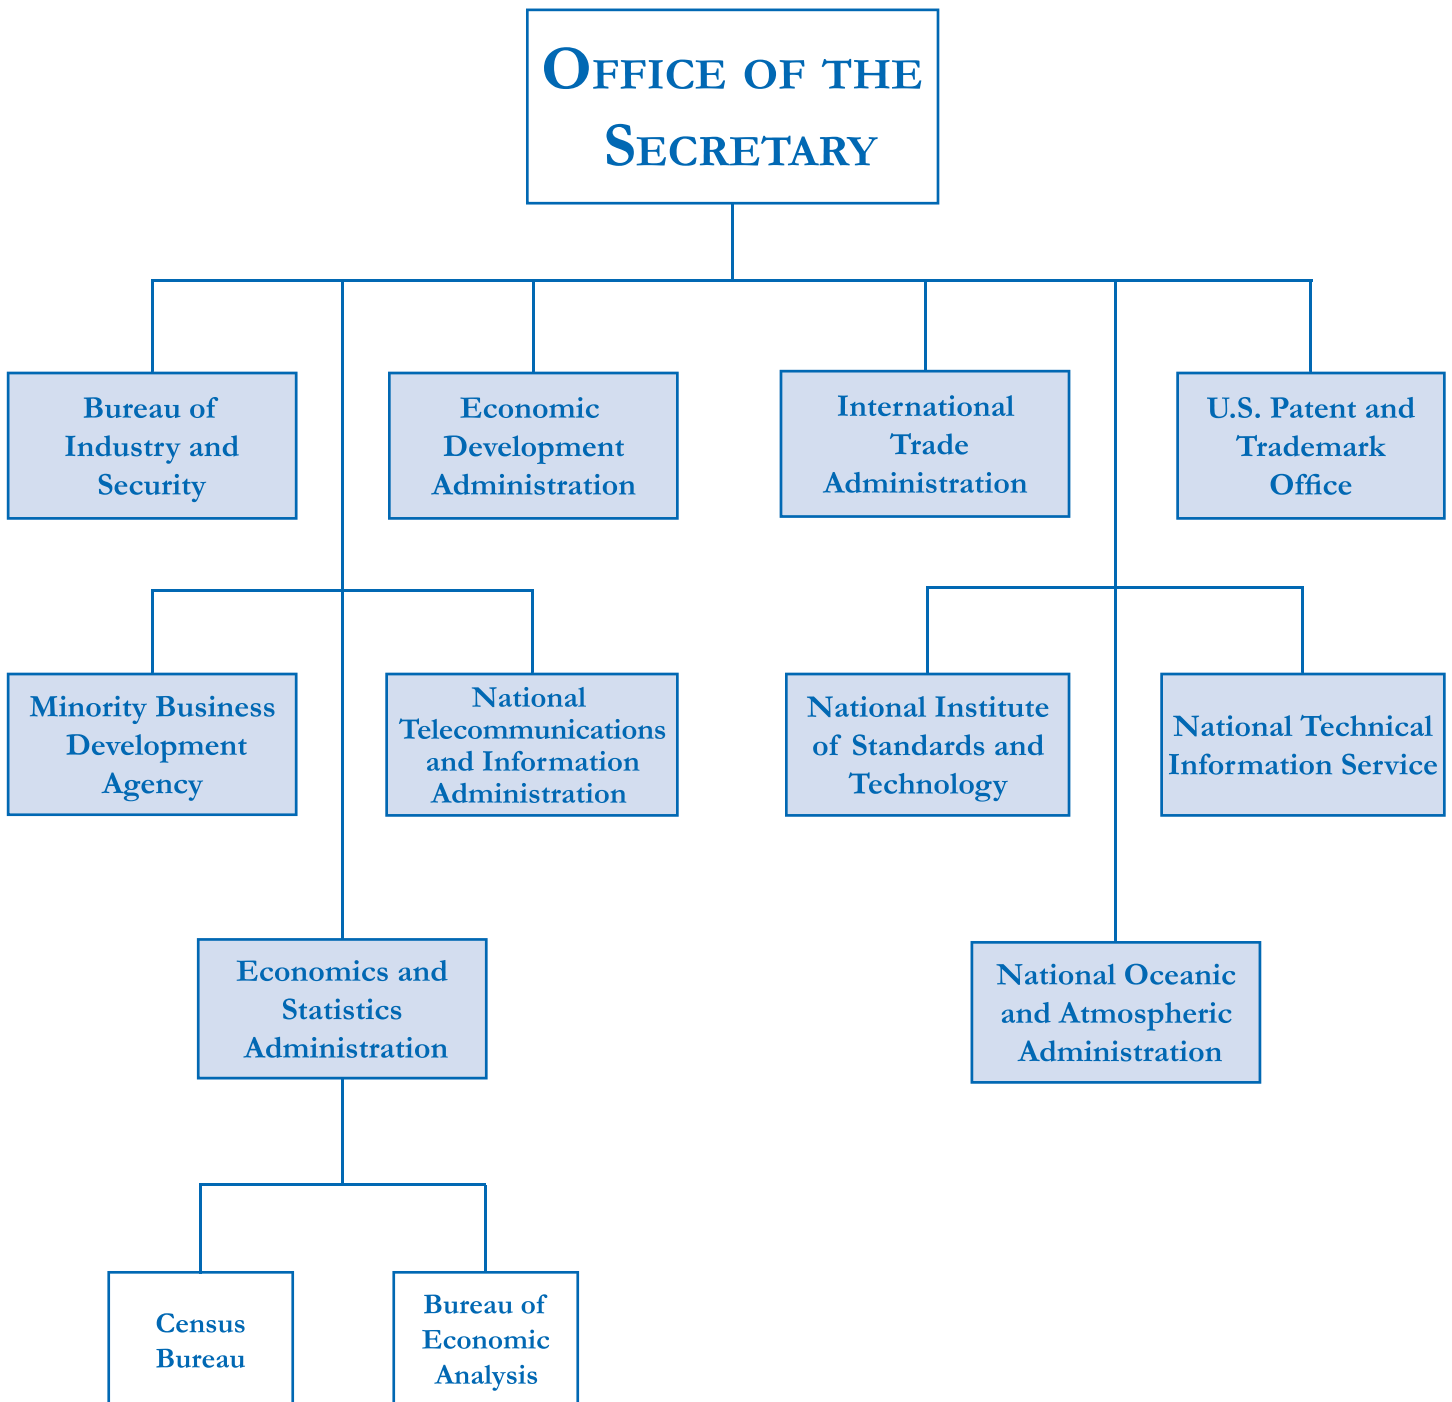 OFFICE OF THE
SECRETARY
Bureau of
Industry and
Security
Economic
Development
Administration
International
Trade
Administration
U.S. Patent and
Trademark
Office
Minority Business
Development
Agency
National
Telecommunications
and Information
Administration
National Institute
of Standards and
Technology
National Technical
Information Service
Economics and
Statistics
Administration
National Oceanic
and Atmospheric
Administration
Census
Bureau
Bureau of
Economic
Analysis